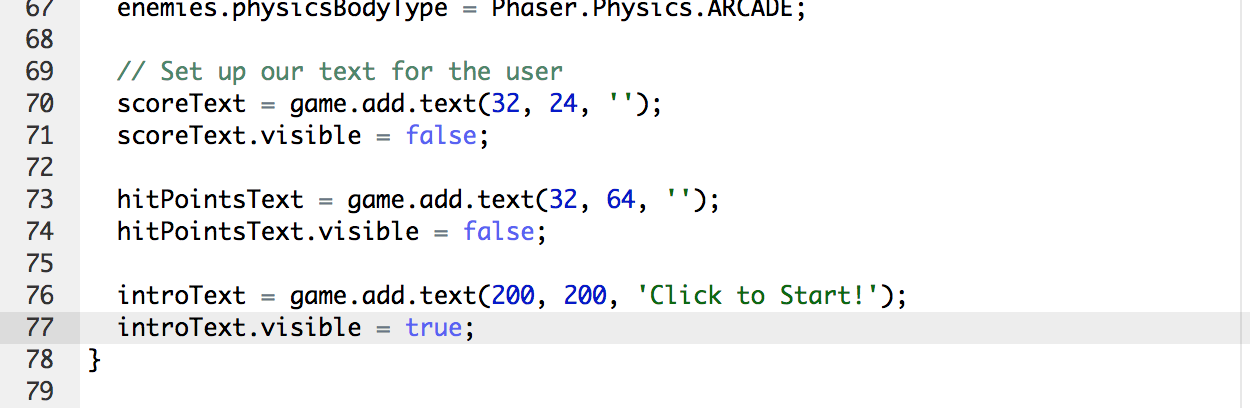 67 enemies.physicsBodyType = Phaser.Physics.ARCADE;
68
69 // Set up our text for the user
70 scoreText = game.add.text(32, 24, '');
71 scoreText.visible = false;
72
73 hitPointsText = game.add.text(32, 64, '');
74 hitPointsText.visible = false;
75
76 introText = game.add.text(200, 200, 'Click to Start!');
77 introText.visible = true;
78 }
79